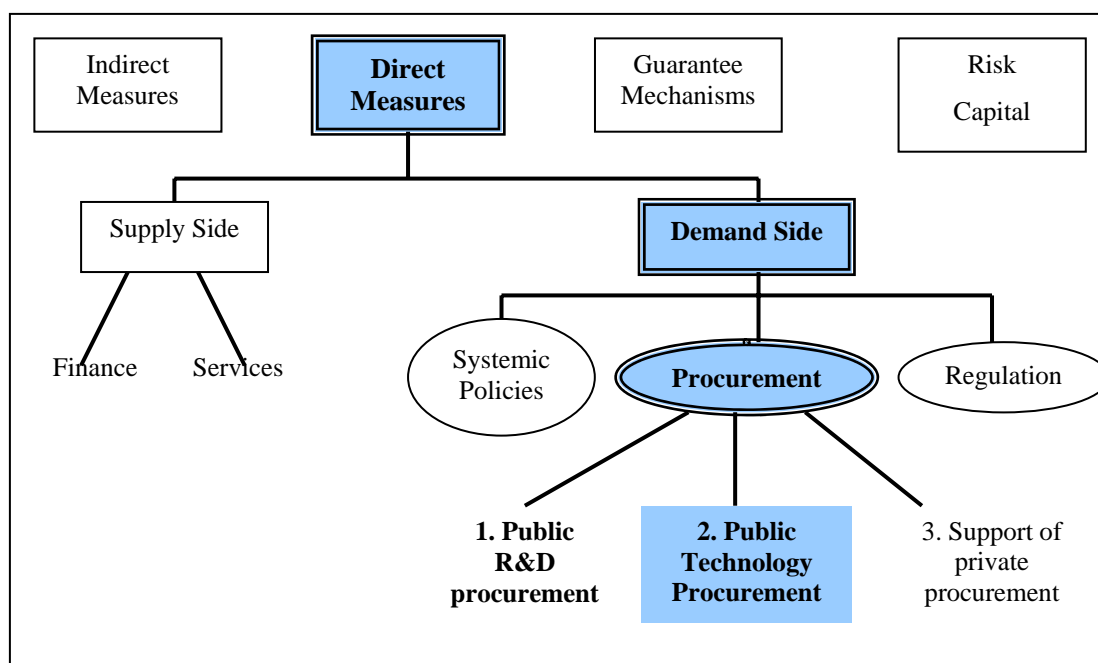 Indirect
Measures
Direct
Measures
Guarantee
Mechanisms
Risk
Capital
Supply Side
Demand Side
Finance
Services
Systemic
Policies
Procurement
Regulation
1. Public
R&D
procurement
2. Public
Technology
Procurement
3. Support of
private
procurement